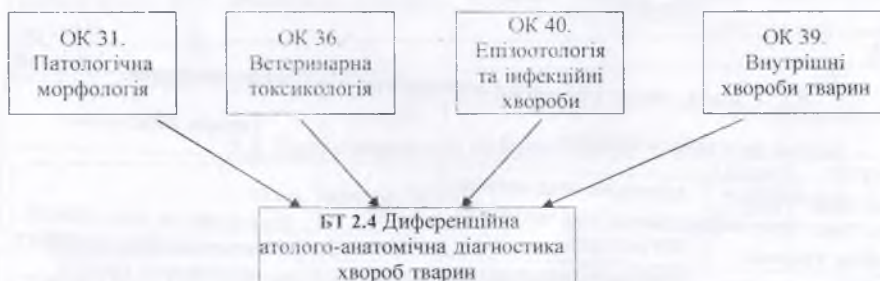 ОК 31.
Патологічна
морфологія
ОК 36.
Ветеринарна
токсикологія
ОК 40.
Епізоотологія
та інфекційні
хвороби
ОК 39.
Внутрішні
хвороби тварин
БТ 2.4 Диференційна
атолого-анатомічна діагностика
хвороб тварин